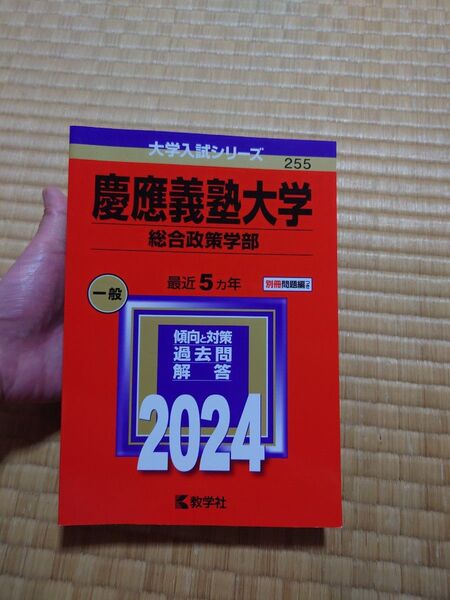 大学入試シリーズ
255
慶應義塾大学
総合政策学部
最近5カ年
別冊問題編つき
一般
傾向と対策
過去問
解答
2024
教学社